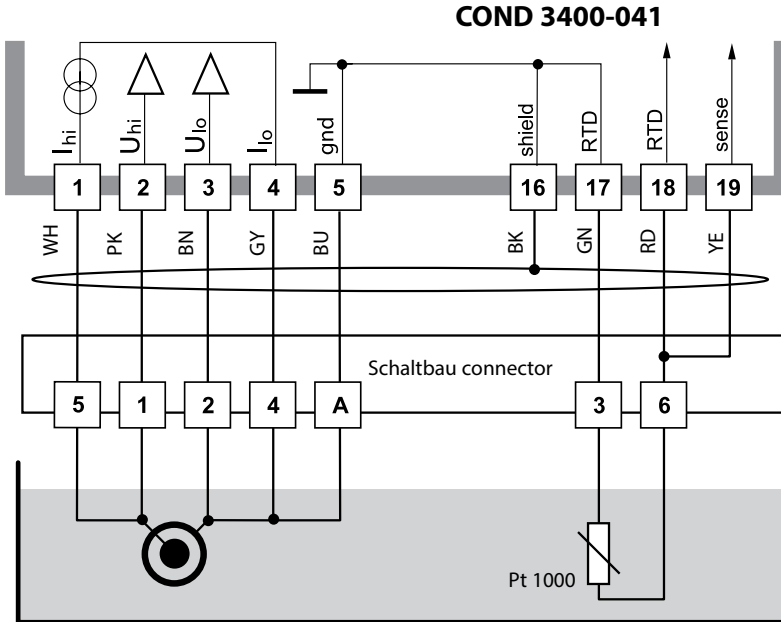 COND 3400-041
Ihi Uhi Ulo Ilo gnd shield RTD RTD sense
1 2 3 4 5 16 17 18 19
WH PK BN GY BU BK GN RD YE
Schaltbau connector
5 1 2 4 A 3 6
Pt 1000